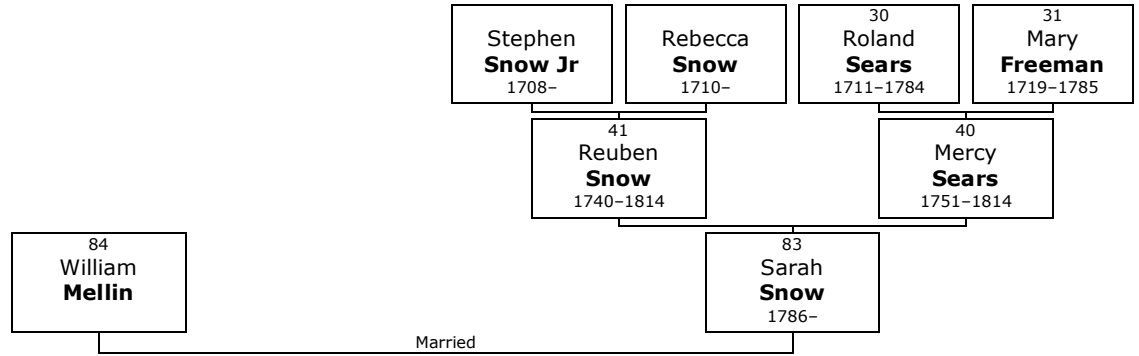 Stephen
Snow Jr
1708–
Rebecca
Snow
1710–
30
Roland
Sears
1711–1784
31
Mary
Freeman
1719–1785
41
Reuben
Snow
1740–1814
40
Mercy
Sears
1751–1814
84
William
Mellin
83
Sarah
Snow
1786–
Married